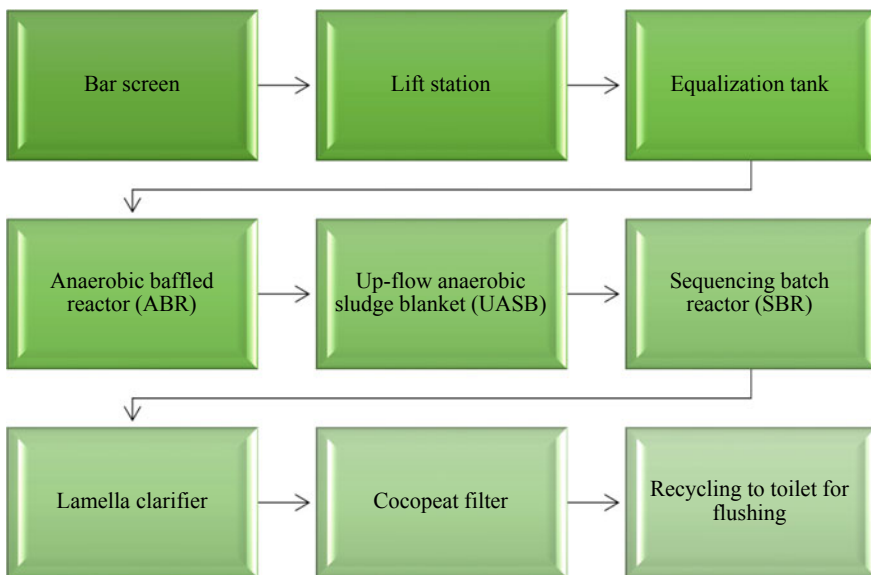 Bar screen
Lift station
Equalization tank
Anaerobic baffled
reactor (ABR)
Up-flow anaerobic
sludge blanket (UASB)
Sequencing batch
reactor (SBR)
Lamella clarifier
Cocopeat filter
Recycling to toilet for
flushing